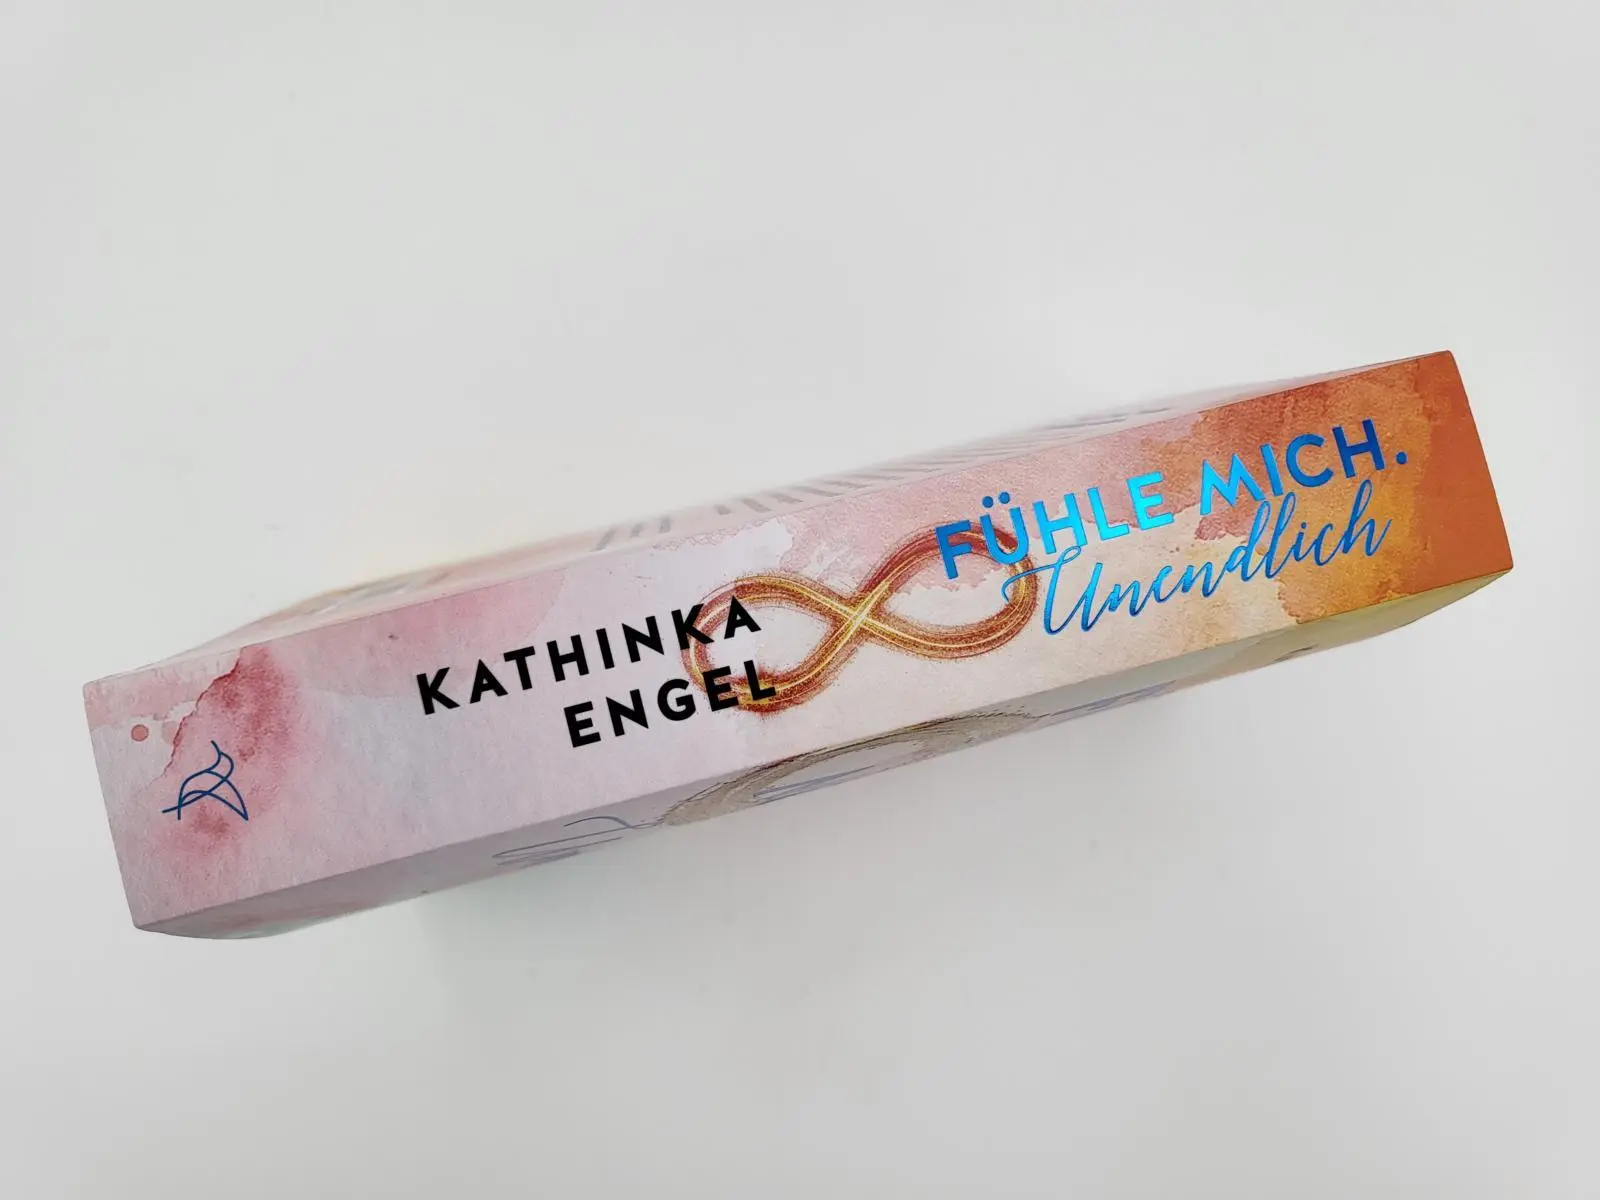 KATHINKA
ENGEL
FÜHLE MICH.
Unendlich